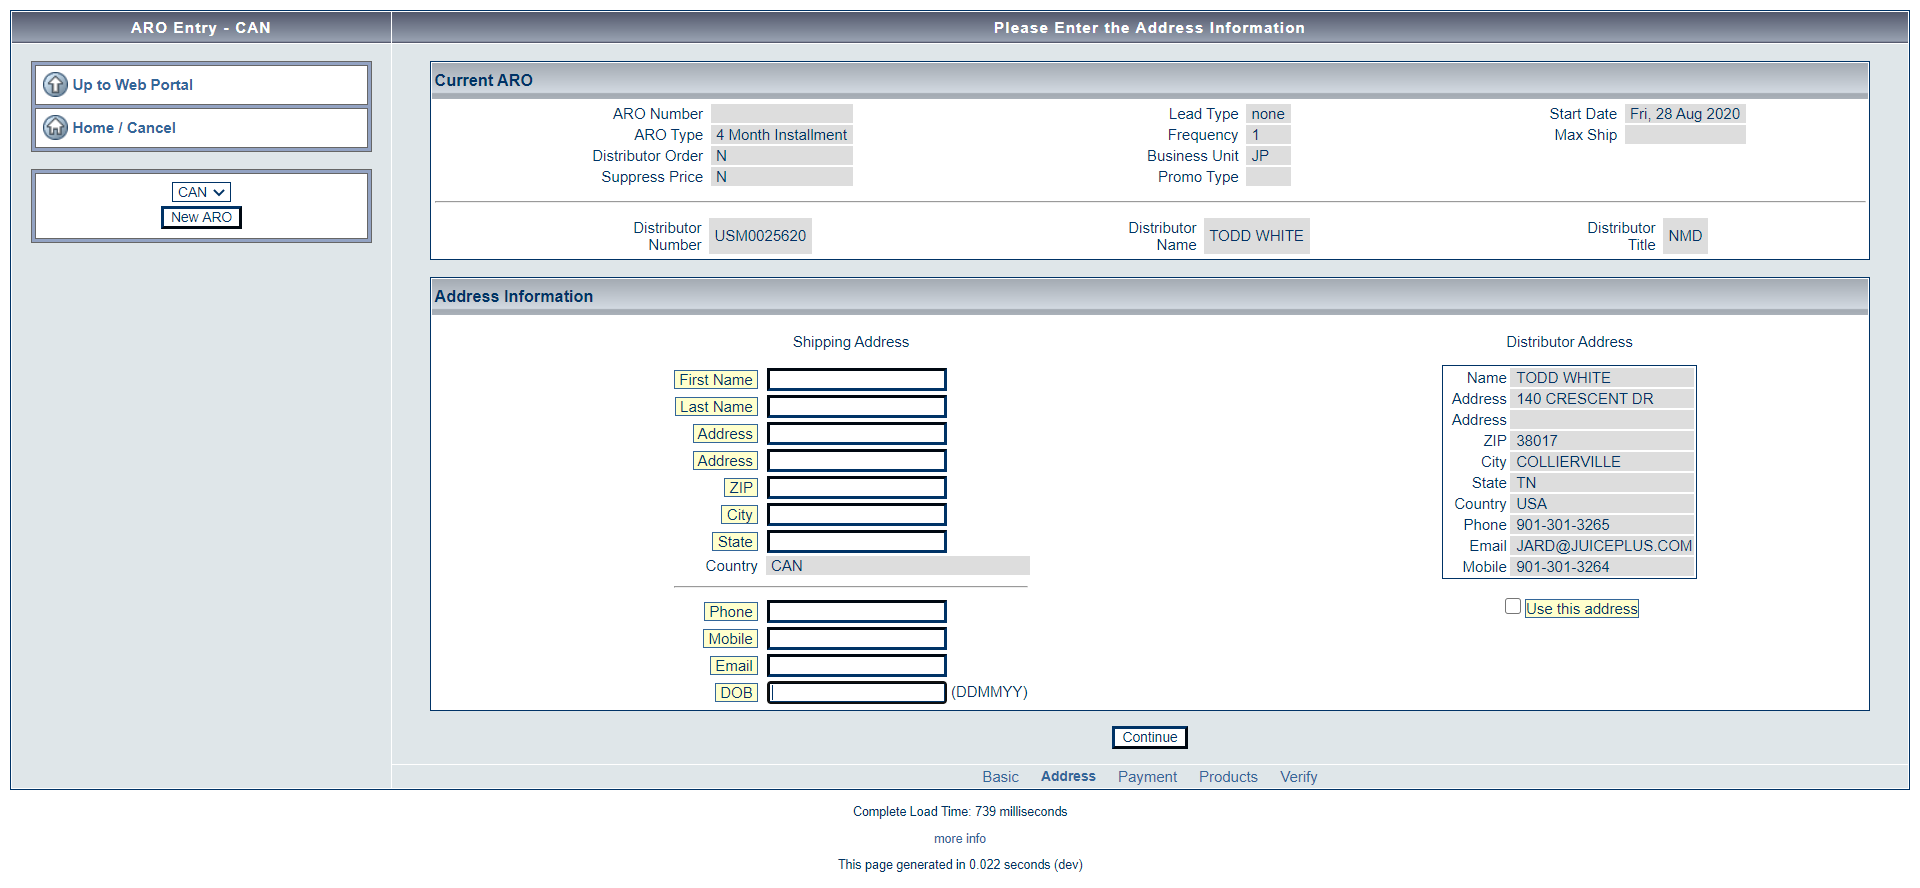 ARO Entry - CAN
Please Enter the Address Information
Up to Web Portal
Home / Cancel
CAN
New ARO
Current ARO
ARO Number
Lead Type none
Start Date Fri, 28 Aug 2020
ARO Type 4 Month Installment
Frequency 1
Max Ship
Distributor Order N
Business Unit JP
Suppress Price N
Promo Type
Distributor Number USM0025620
Distributor Name TODD WHITE
Distributor Title NMD
Address Information
Shipping Address
First Name
Last Name
Address
Address
ZIP
City
State
Country CAN
Phone
Mobile
Email
DOB (DDMMYY)
Distributor Address
Name TODD WHITE
Address 140 CRESCENT DR
Address
ZIP 38017
City COLLIERVILLE
State TN
Country USA
Phone 901-301-3265
Email JARD@JUICEPLUS.COM
Mobile 901-301-3264
Use this address
Continue
Basic Address Payment Products Verify
Complete Load Time: 739 milliseconds
more info
This page generated in 0.022 seconds (dev)